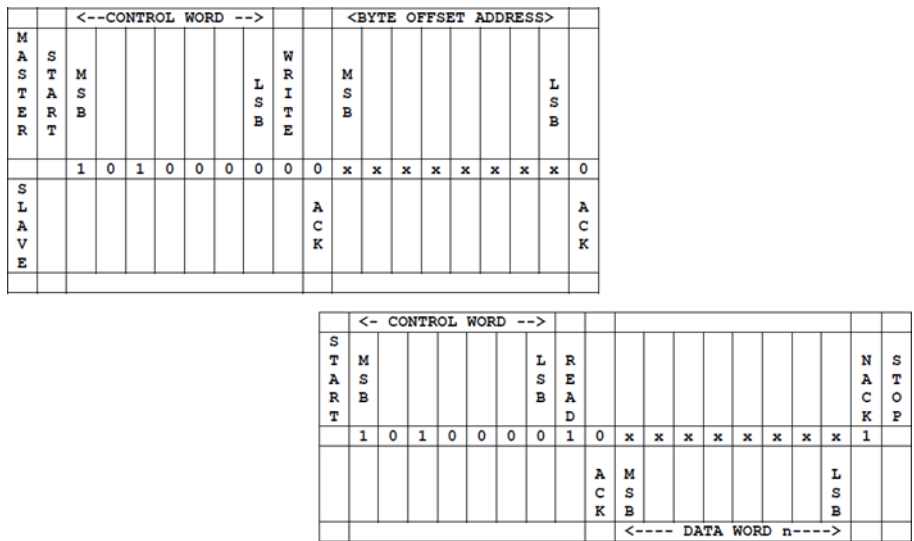 <--CONTROL WORD -->
<BYTE OFFSET ADDRESS>
MASTER
START
MSB
LSB
WRITE
MSB
LSB
1 0 1 0 0 0 0 0 0 x x x x x x x x 0
SLAVE
ACK
ACK
<- CONTROL WORD -->
START
MSB
LSB
READ
NACK
STOP
1 0 1 0 0 0 0 1 0 x x x x x x x x 1
ACK
MSB
LSB
<---- DATA WORD n---->